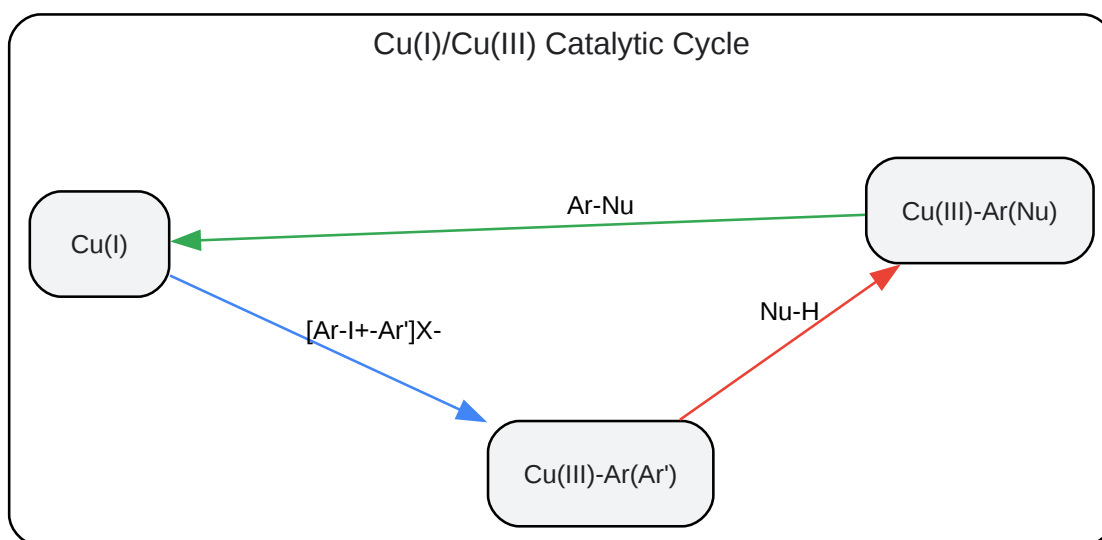 Cu(I)/Cu(III) Catalytic Cycle
Ar-Nu
Cu(III)-Ar(Nu)
Cu(I)
[Ar-I+-Ar']X-
Nu-H
Cu(III)-Ar(Ar')